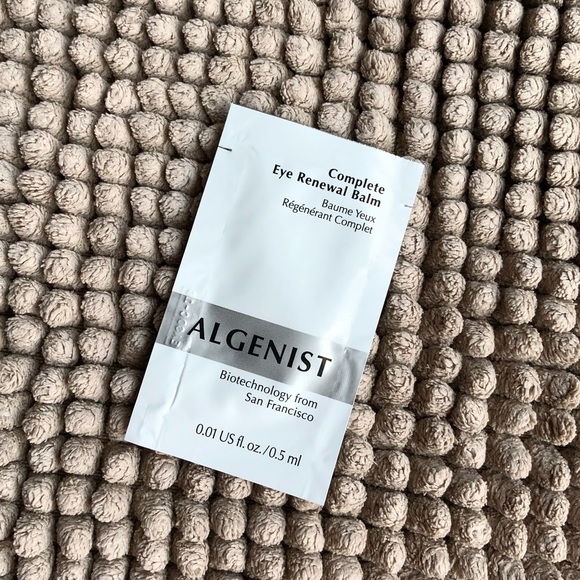 Complete
Eye Renewal Balm
Baume Yeux
Régénérant Complet
ALGENIST
Biotechnology from
San Francisco
0.01 US fl. oz./0.5 ml